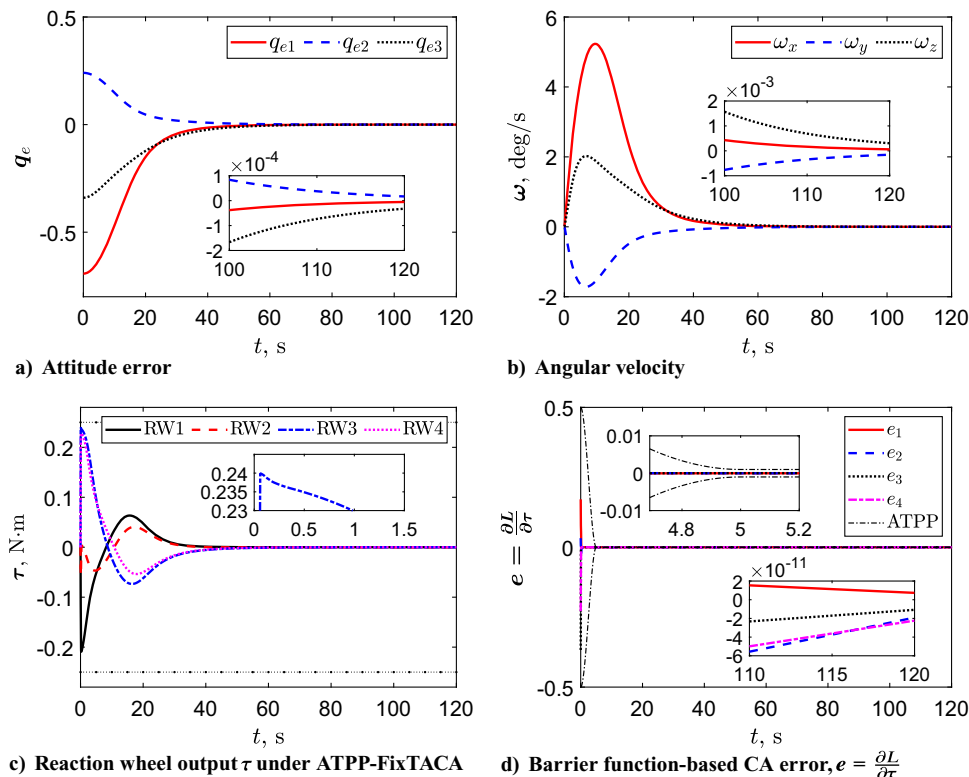 0.5
0
-0.5
q_e
q_{e1} q_{e2} q_{e3}
×10^{-4}
1
0
-1
-2
100 110 120
0 20 40 60 80 100 120
t, s
a) Attitude error
6
4
2
0
-2
ω, deg/s
ω_x ω_y ω_z
×10^{-3}
2
1
0
-1
100 110 120
0 20 40 60 80 100 120
t, s
b) Angular velocity
0.2
0.1
0
-0.1
-0.2
τ, N·m
RW1 RW2 RW3 RW4
0.24
0.235
0.23
0 0.5 1 1.5
0 20 40 60 80 100 120
t, s
c) Reaction wheel output τ under ATPP-FixTACA
0.5
0
-0.5
e = ∂L/∂τ
e_1
e_2
e_3
e_4
ATPP
0.01
0
-0.01
4.8 5 5.2
×10^{-11}
2
0
-2
-4
-6
110 115 120
0 20 40 60 80 100 120
t, s
d) Barrier function-based CA error, e = ∂L/∂τ